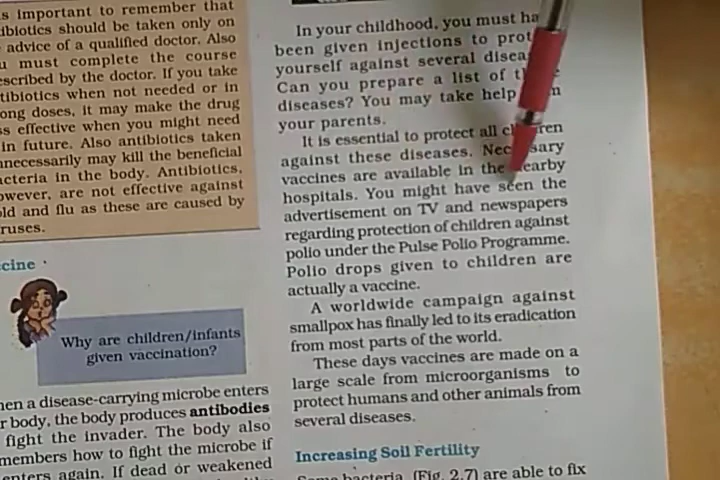 s important to remember that
ibiotics should be taken only on
advice of a qualified doctor. Also
u must complete the course
escribed by the doctor. If you take
tibiotics when not needed or in
ong doses, it may make the drug
ss effective when you might need
in future. Also antibiotics taken
nnecessarily may kill the beneficial
acteria in the body. Antibiotics,
owever, are not effective against
old and flu as these are caused by
ruses.
cine
Why are children/infants
given vaccination?
hen a disease-carrying microbe enters
r body, the body produces antibodies
fight the invader. The body also
members how to fight the microbe if
enters again. If dead or weakened
In your childhood, you must ha
been given injections to prot
yourself against several disea
Can you prepare a list of
diseases? You may take help
your parents.
It is essential to protect all ch ren
against these diseases. Nec sary
vaccines are available in the earby
hospitals. You might have seen the
advertisement on TV and newspapers
regarding protection of children against
polio under the Pulse Polio Programme.
Polio drops given to children are
actually a vaccine.
A worldwide campaign against
smallpox has finally led to its eradication
from most parts of the world.
These days vaccines are made on a
large scale from microorganisms to
protect humans and other animals from
several diseases.
Increasing Soil Fertility
Some bacteria (Fig. 2.7) are able to fix